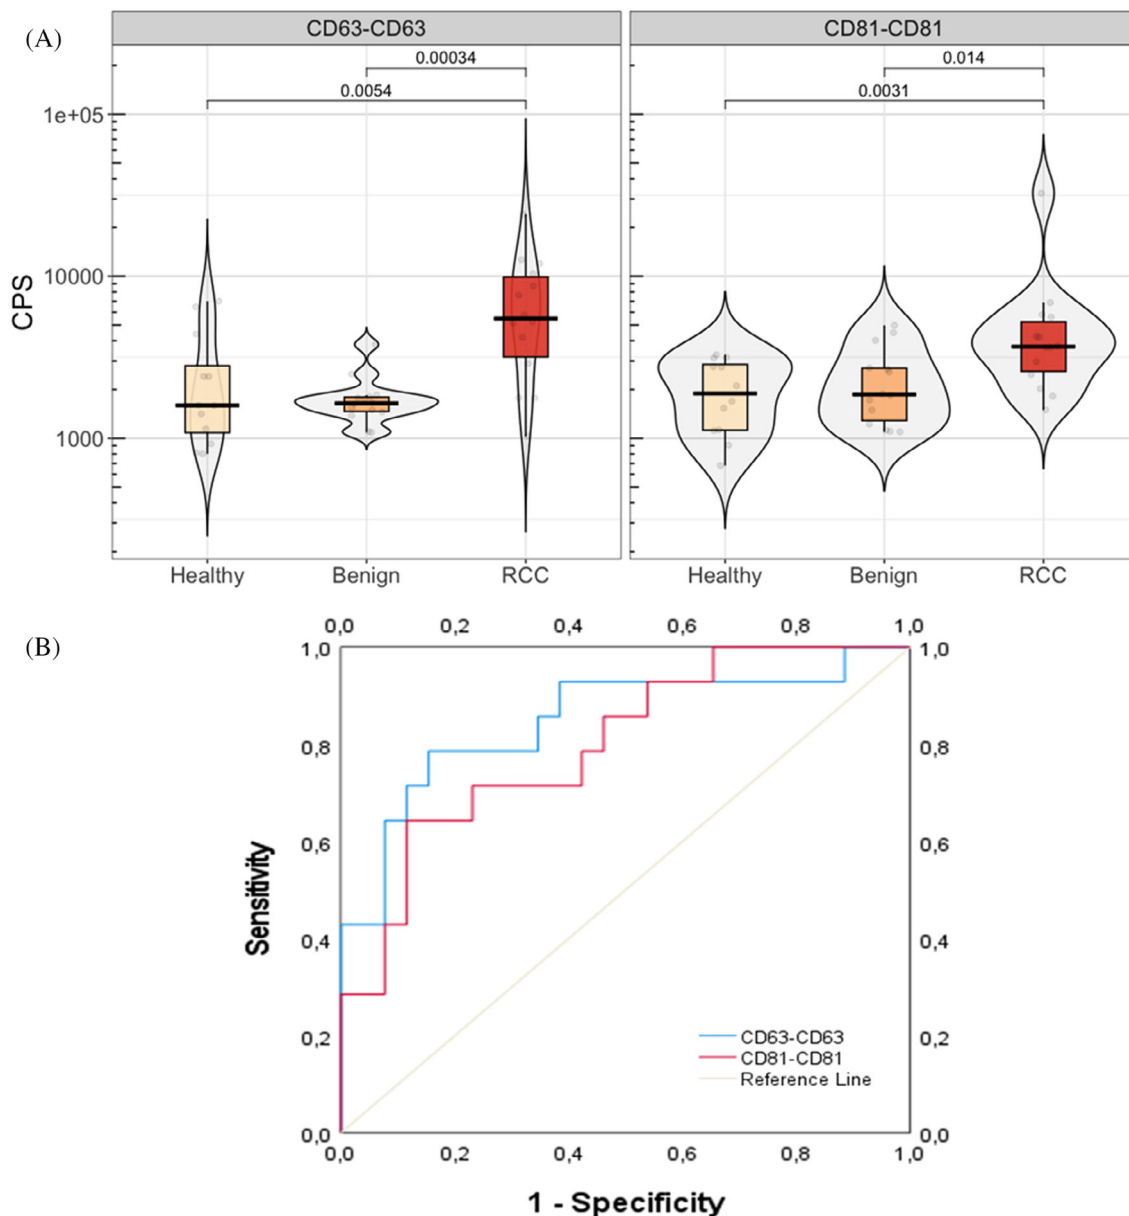 (A)
CD63-CD63 CD81-CD81
0.00034 0.014
0.0054 0.0031
1e+05
10000
CPS
1000
Healthy Benign RCC Healthy Benign RCC
(B)
0,0 0,2 0,4 0,6 0,8 1,0
1,0 1,0
0,8 0,8
0,6 0,6
Sensitivity
0,4 0,4
0,2 0,2
CD63-CD63
CD81-CD81
Reference Line
0,0 0,0
0,0 0,2 0,4 0,6 0,8 1,0
1 - Specificity